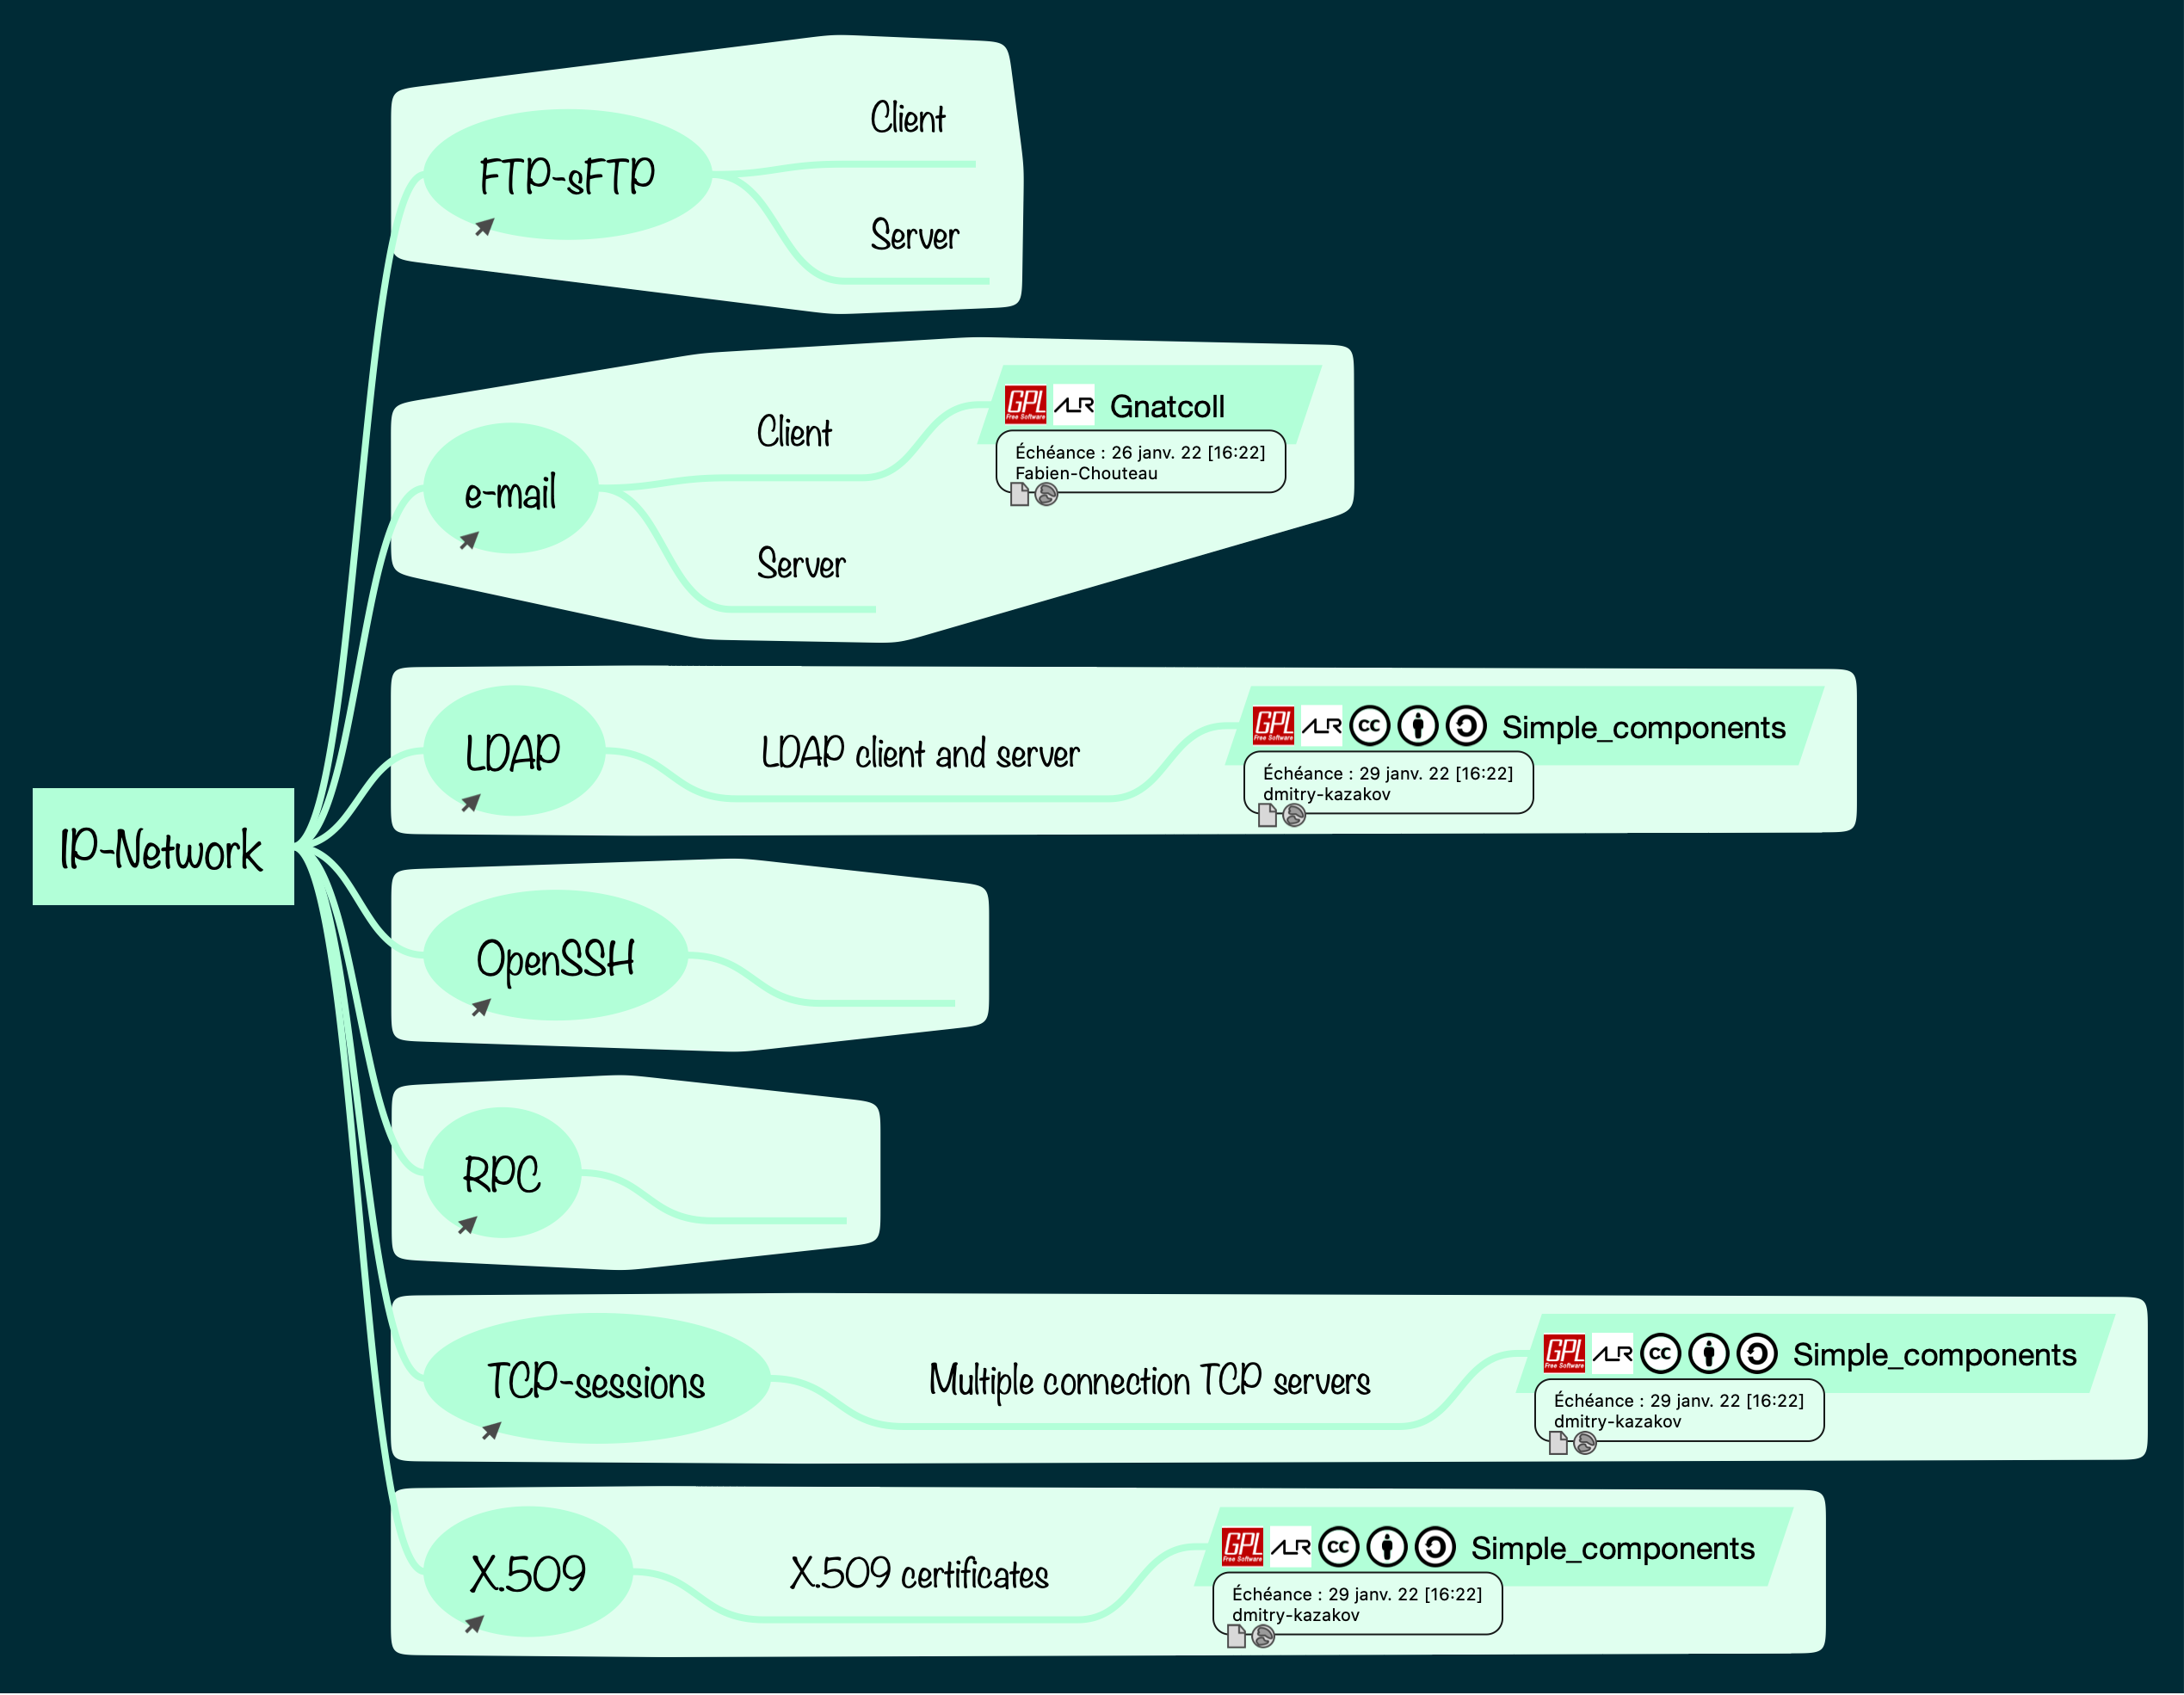 Client
FTP-sFTP
Server
GPL
Free Software
ALR
Gnatcoll
Client
Échéance : 26 janv. 22 [16:22]
Fabien-Chouteau
e-mail
Server
GPL
Free Software
ALR
cc
Simple_components
LDAP
LDAP client and server
Échéance : 29 janv. 22 [16:22]
dmitry-kazakov
IP-Network
OpenSSH
RPC
GPL
Free Software
ALR
cc
Simple_components
TCP-sessions
Multiple connection TCP servers
Échéance : 29 janv. 22 [16:22]
dmitry-kazakov
GPL
Free Software
ALR
cc
Simple_components
X.509
X.509 certificates
Échéance : 29 janv. 22 [16:22]
dmitry-kazakov